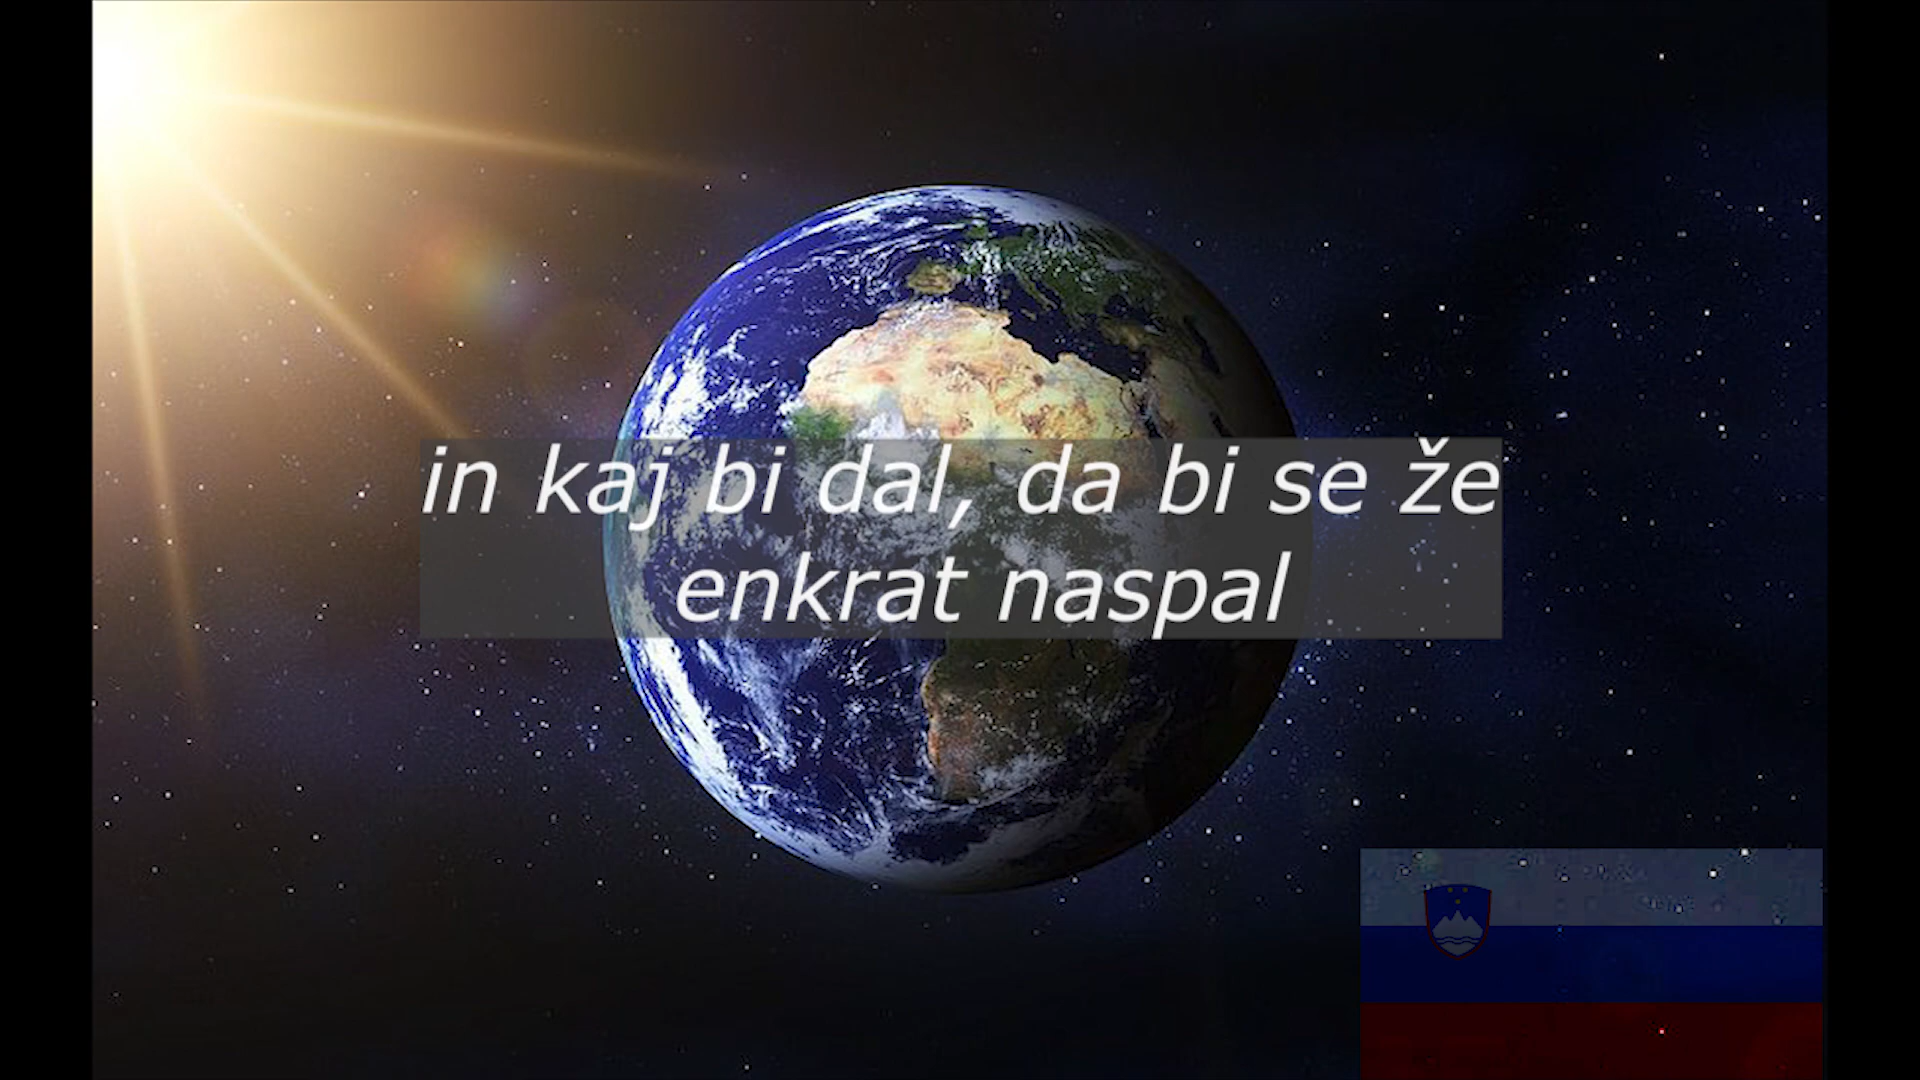 in kaj bi dal, da bi se že
enkrat naspal